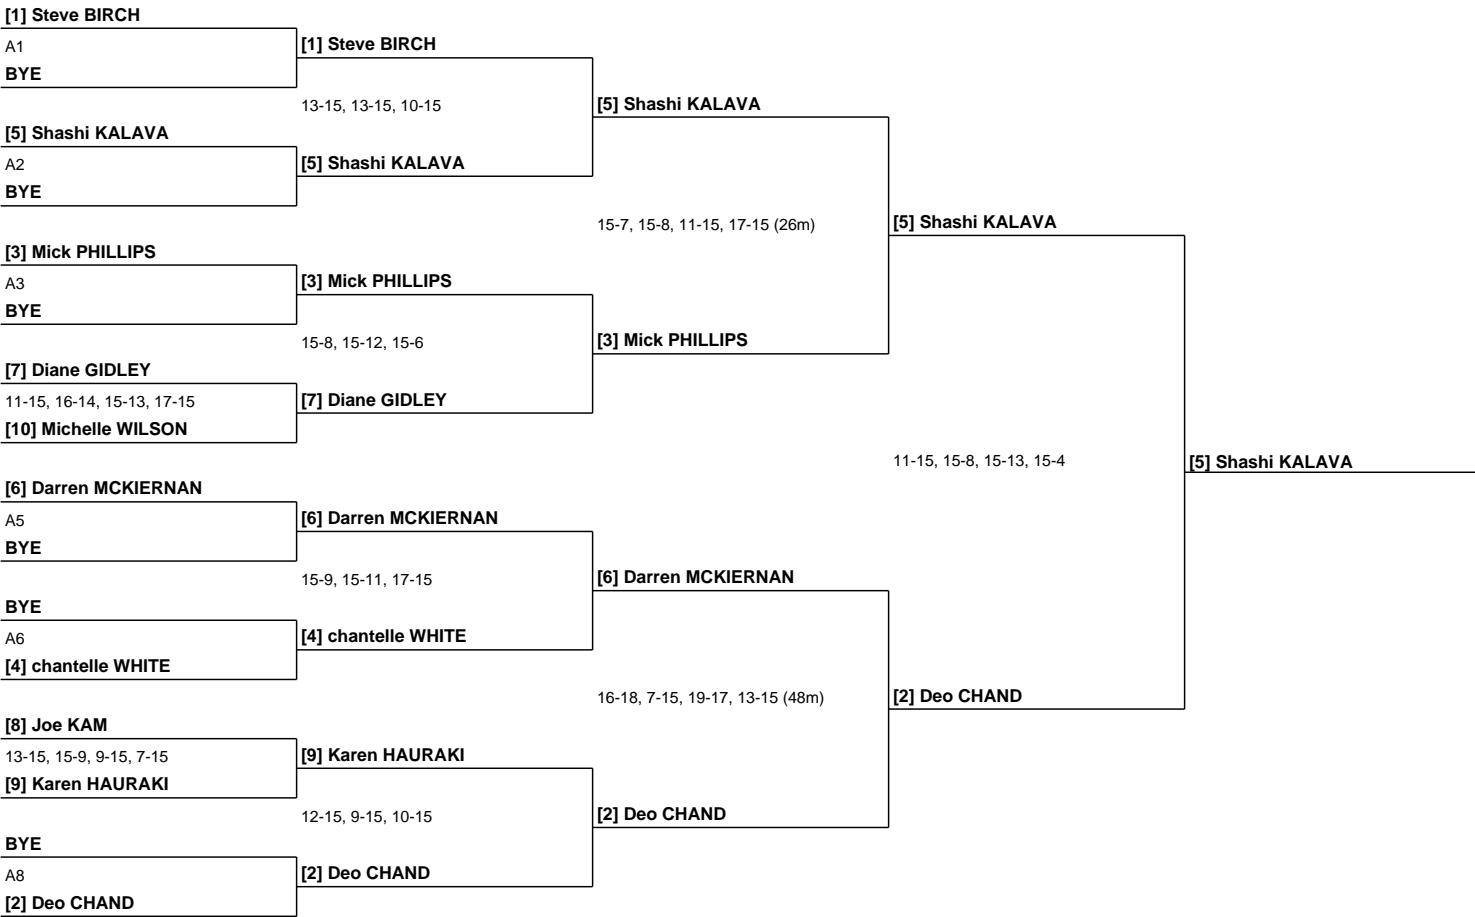 [1] Steve BIRCH
A1
BYE
[5] Shashi KALAVA
A2
BYE
[3] Mick PHILLIPS
A3
BYE
[7] Diane GIDLEY
11-15, 16-14, 15-13, 17-15
[10] Michelle WILSON
[6] Darren MCKIERNAN
A5
BYE
BYE
A6
[4] chantelle WHITE
[8] Joe KAM
13-15, 15-9, 9-15, 7-15
[9] Karen HAURAKI
BYE
A8
[2] Deo CHAND
[1] Steve BIRCH
13-15, 13-15, 10-15
[5] Shashi KALAVA
[3] Mick PHILLIPS
15-8, 15-12, 15-6
[7] Diane GIDLEY
[6] Darren MCKIERNAN
15-9, 15-11, 17-15
[4] chantelle WHITE
[9] Karen HAURAKI
12-15, 9-15, 10-15
[2] Deo CHAND
[5] Shashi KALAVA
15-7, 15-8, 11-15, 17-15 (26m)
[3] Mick PHILLIPS
[6] Darren MCKIERNAN
16-18, 7-15, 19-17, 13-15 (48m)
[2] Deo CHAND
[5] Shashi KALAVA
11-15, 15-8, 15-13, 15-4
[2] Deo CHAND
[5] Shashi KALAVA